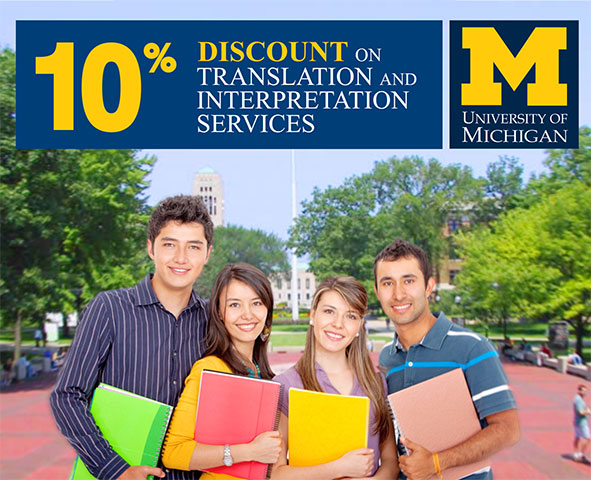 10%
DISCOUNT ON
TRANSLATION AND
INTERPRETATION
SERVICES
M
UNIVERSITY OF
MICHIGAN
M